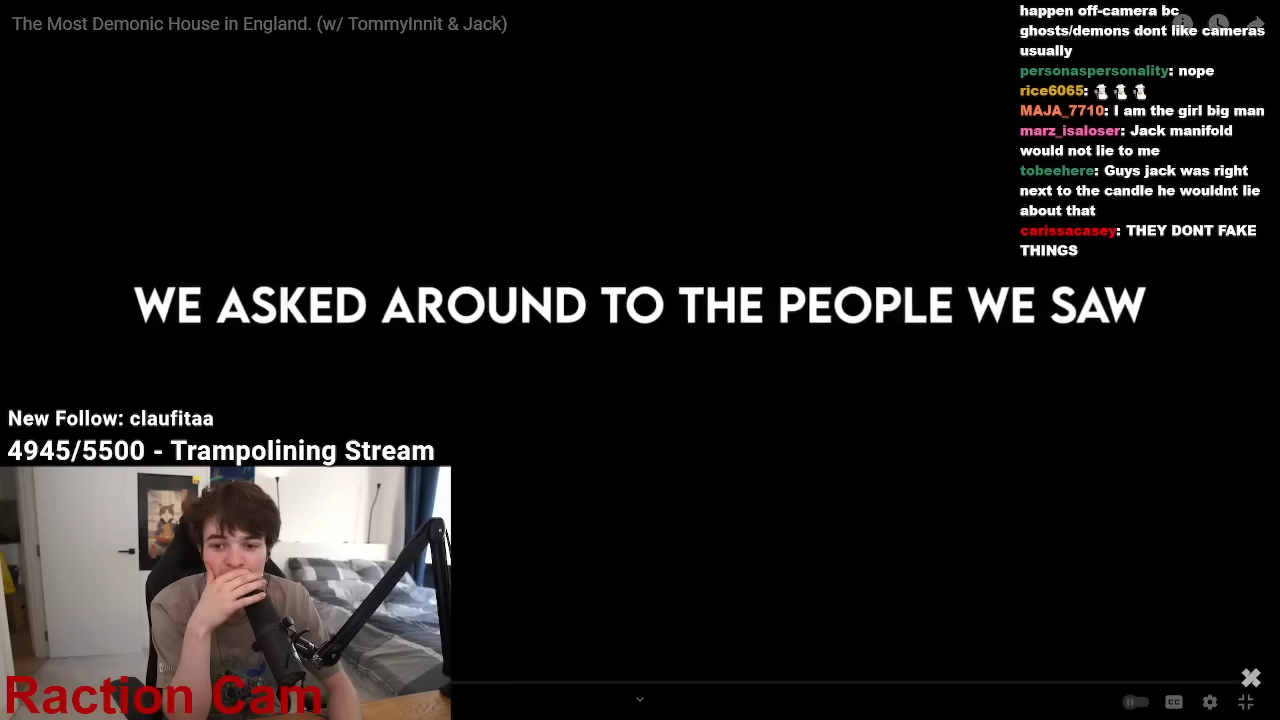 The Most Demonic House in England. (w/ TommyInnit & Jack)
happen off-camera bc
ghosts/demons dont like cameras
usually
personaspersonality: nope
rice6065:
MAJA_7710: I am the girl big man
marz_isaloser: Jack manifold
would not lie to me
tobeehere: Guys jack was right
next to the candle he wouldnt lie
about that
carissacasey: THEY DONT FAKE
THINGS
WE ASKED AROUND TO THE PEOPLE WE SAW
New Follow: claufitaa
4945/5500 - Trampolining Stream
Raction Cam
CC